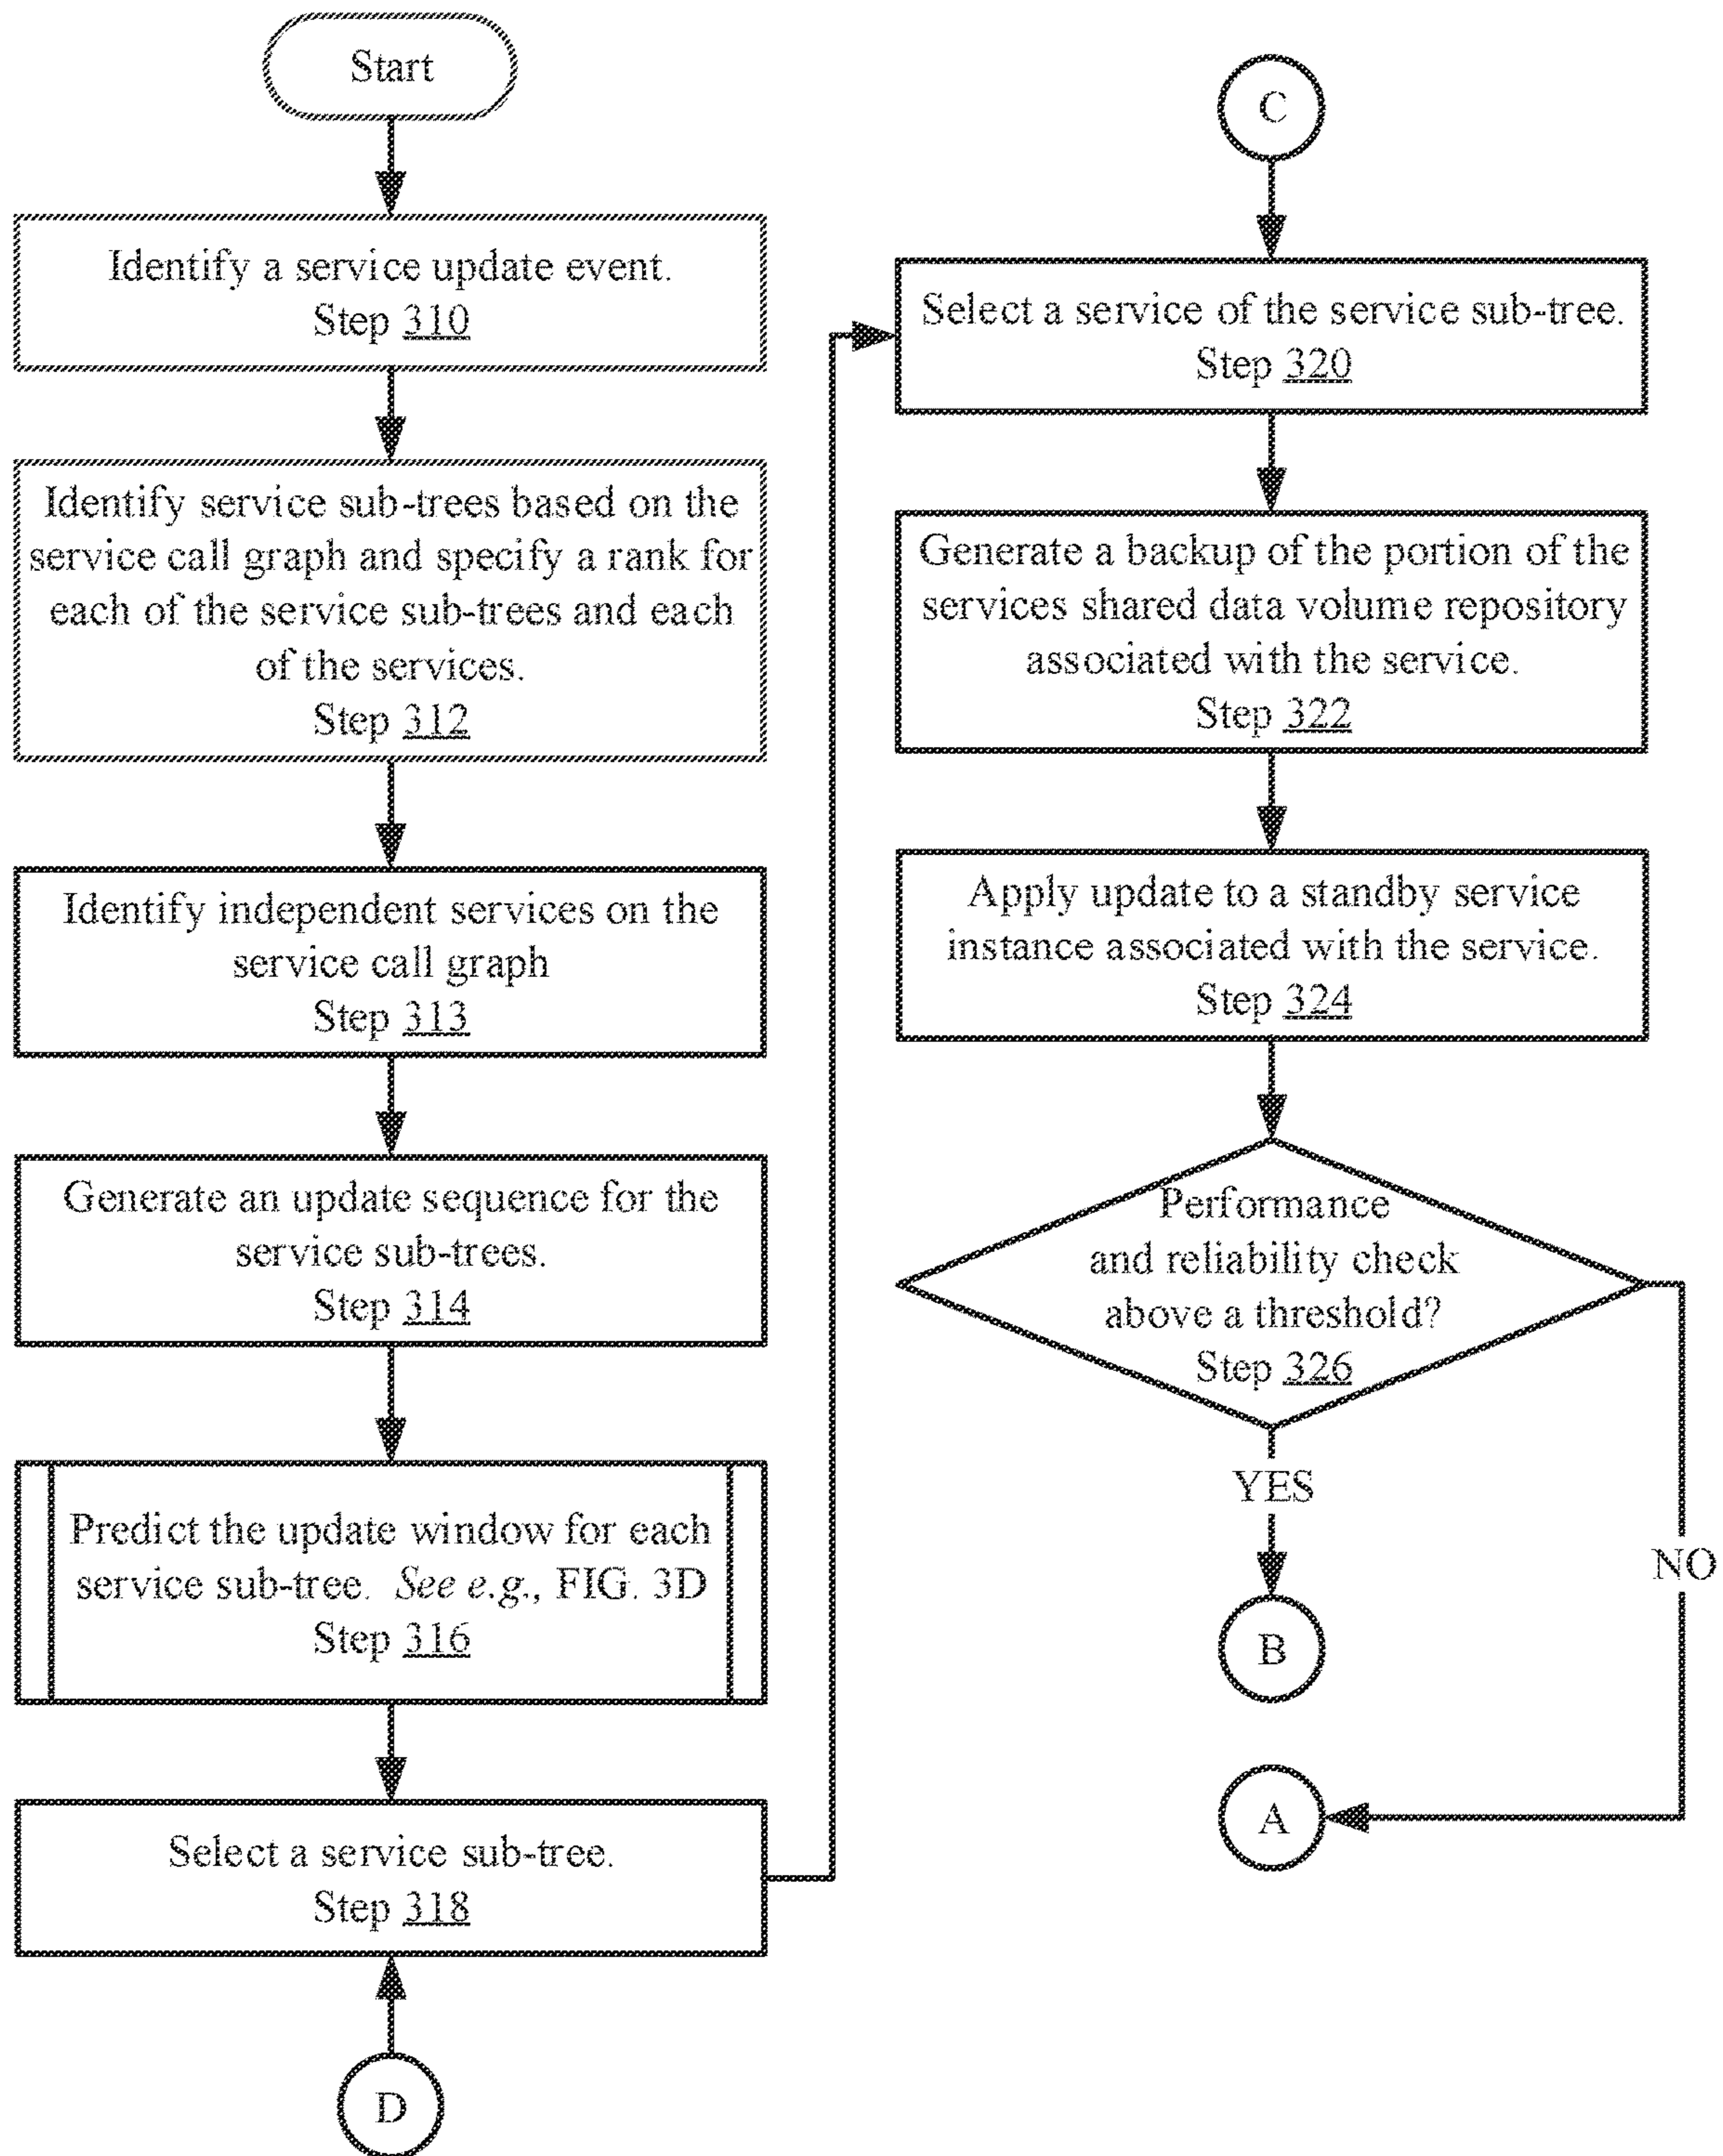 Start
Identify a service update event.
Step 310
Identify service sub-trees based on the
service call graph and specify a rank for
each of the service sub-trees and each
of the services.
Step 312
Identify independent services on the
service call graph
Step 313
Generate an update sequence for the
service sub-trees.
Step 314
Predict the update window for each
service sub-tree. See e.g., FIG. 3D
Step 316
Select a service sub-tree.
Step 318
D
C
Select a service of the service sub-tree.
Step 320
Generate a backup of the portion of the
services shared data volume repository
associated with the service.
Step 322
Apply update to a standby service
instance associated with the service.
Step 324
Performance
and reliability check
above a threshold?
Step 326
YES
NO
B
A